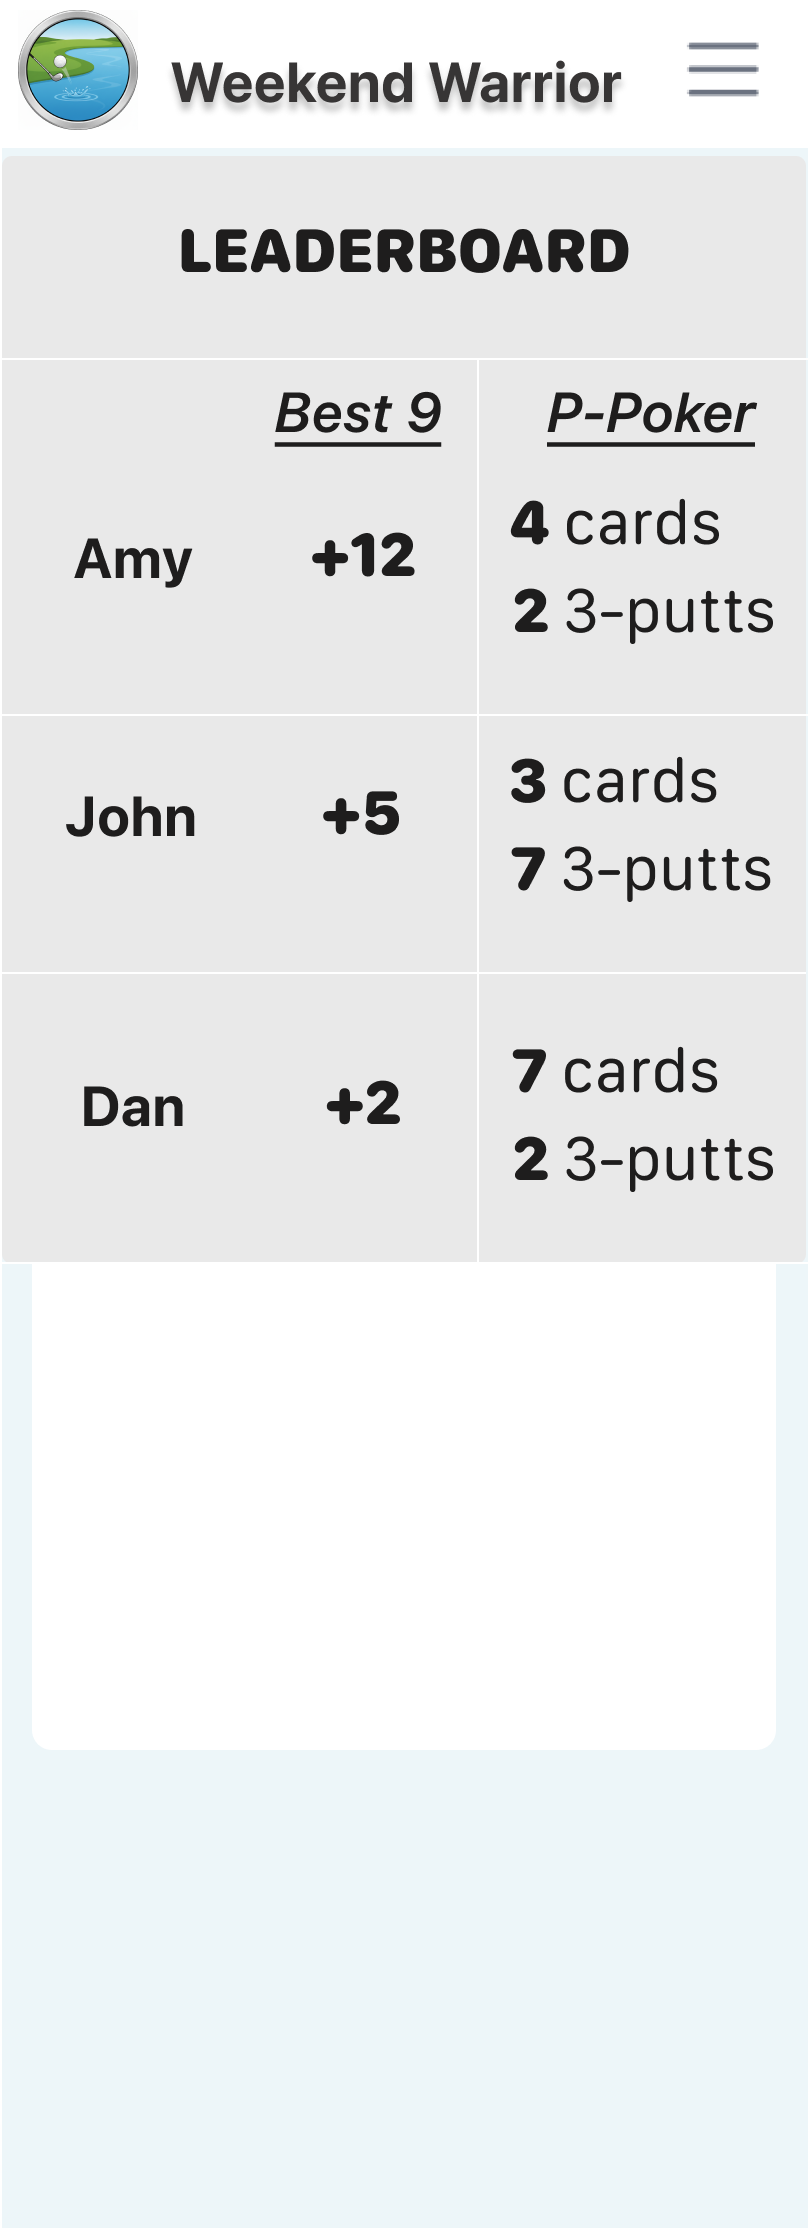 Weekend Warrior
LEADERBOARD
Best 9 P-Poker
Amy +12 4 cards
2 3-putts
John +5 3 cards
7 3-putts
Dan +2 7 cards
2 3-putts